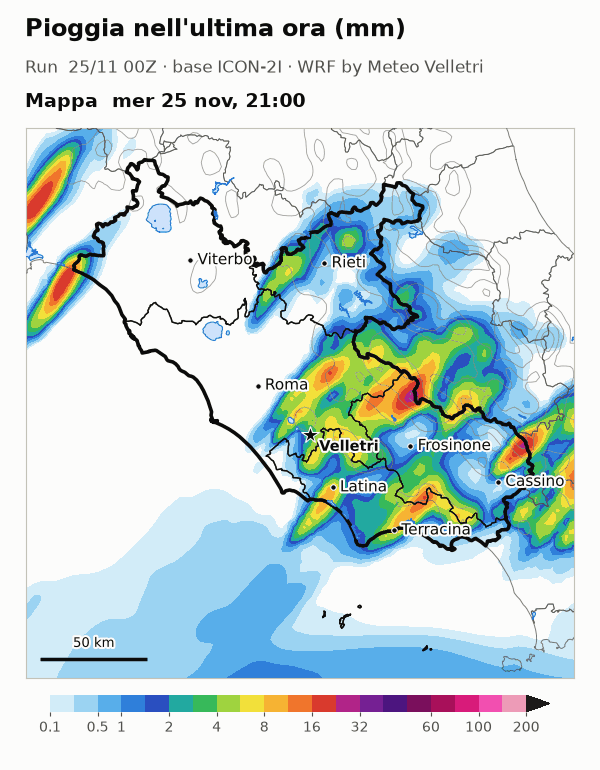 Pioggia nell'ultima ora (mm)
Run  25/11 00Z · base ICON-2I · WRF by Meteo Velletri
Mappa  mer 25 nov, 21:00
Viterbo
Rieti
Roma
Velletri
Frosinone
Cassino
Latina
Terracina
50 km
0.1 0.5 1 2 4 8 16 32 60 100 200